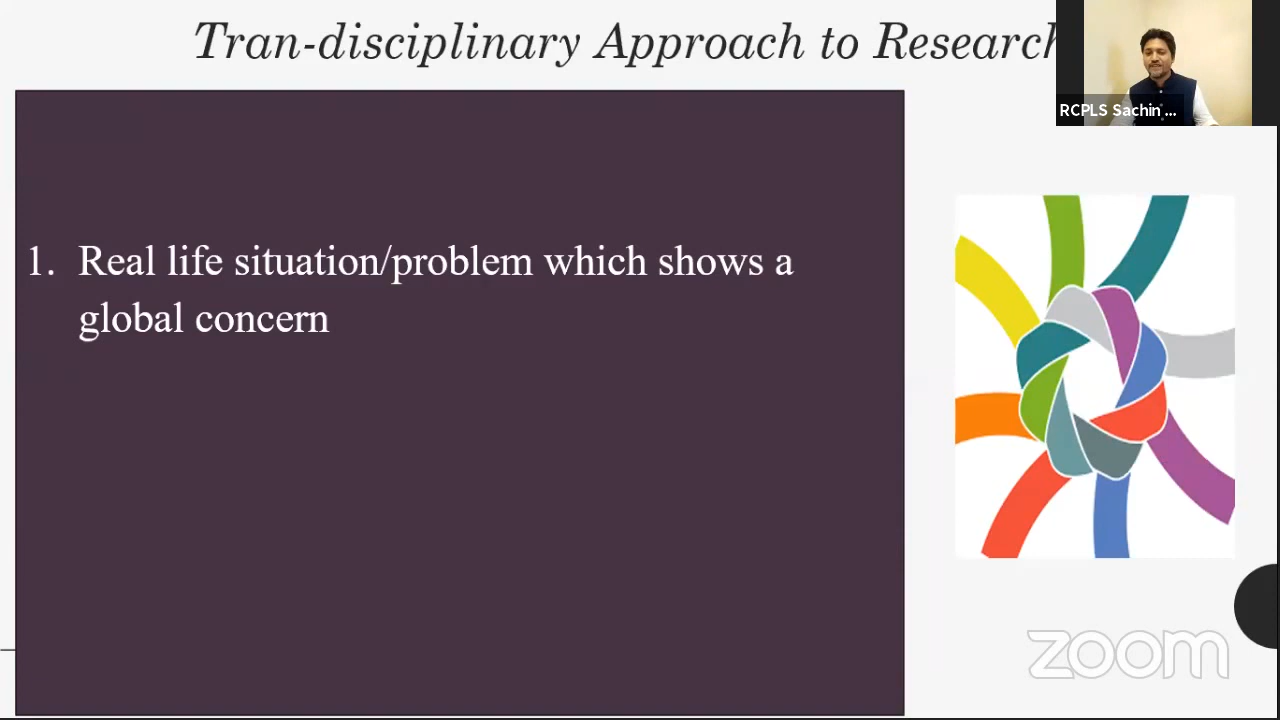 Tran-disciplinary Approach to Research
RCPLS Sachin ...
1. Real life situation/problem which shows a
global concern
zoom